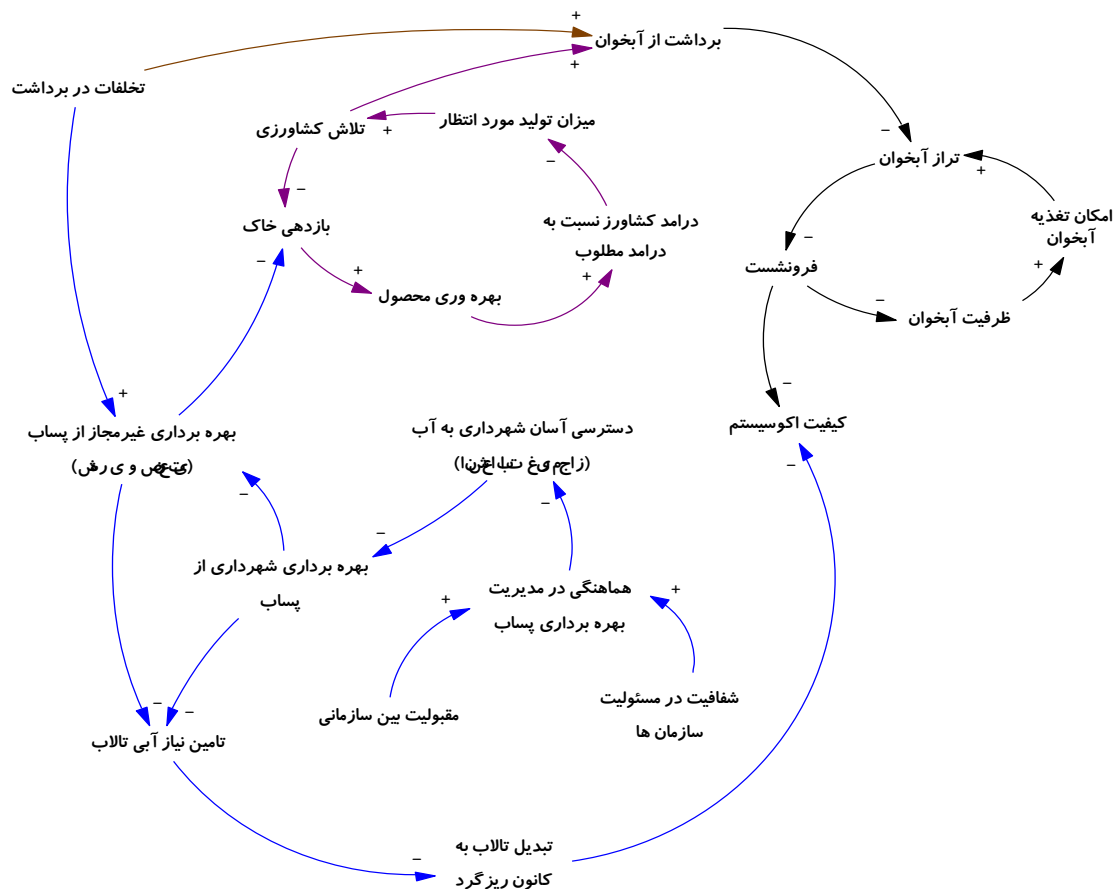 برداشت از آبخوان
تخلفات در برداشت
میزان تولید مورد انتظار
تلاش کشاورزی
تراز آبخوان
امکان تغذیه
آبخوان
درامد کشاورز نسبت به
درامد مطلوب
بازدهی خاک
فرونشست
بهره وری محصول
ظرفیت آبخوان
کیفیت اکوسیستم
دسترسی آسان شهرداری به آب
بهره برداری غیرمجاز از پساب
بهره برداری شهرداری از
پساب
هماهنگی در مدیریت
بهره برداری پساب
شفافیت در مسئولیت
سازمان ها
مقبولیت بین سازمانی
تامین نیاز آبی تالاب
تبدیل تالاب به
کانون ریزگرد